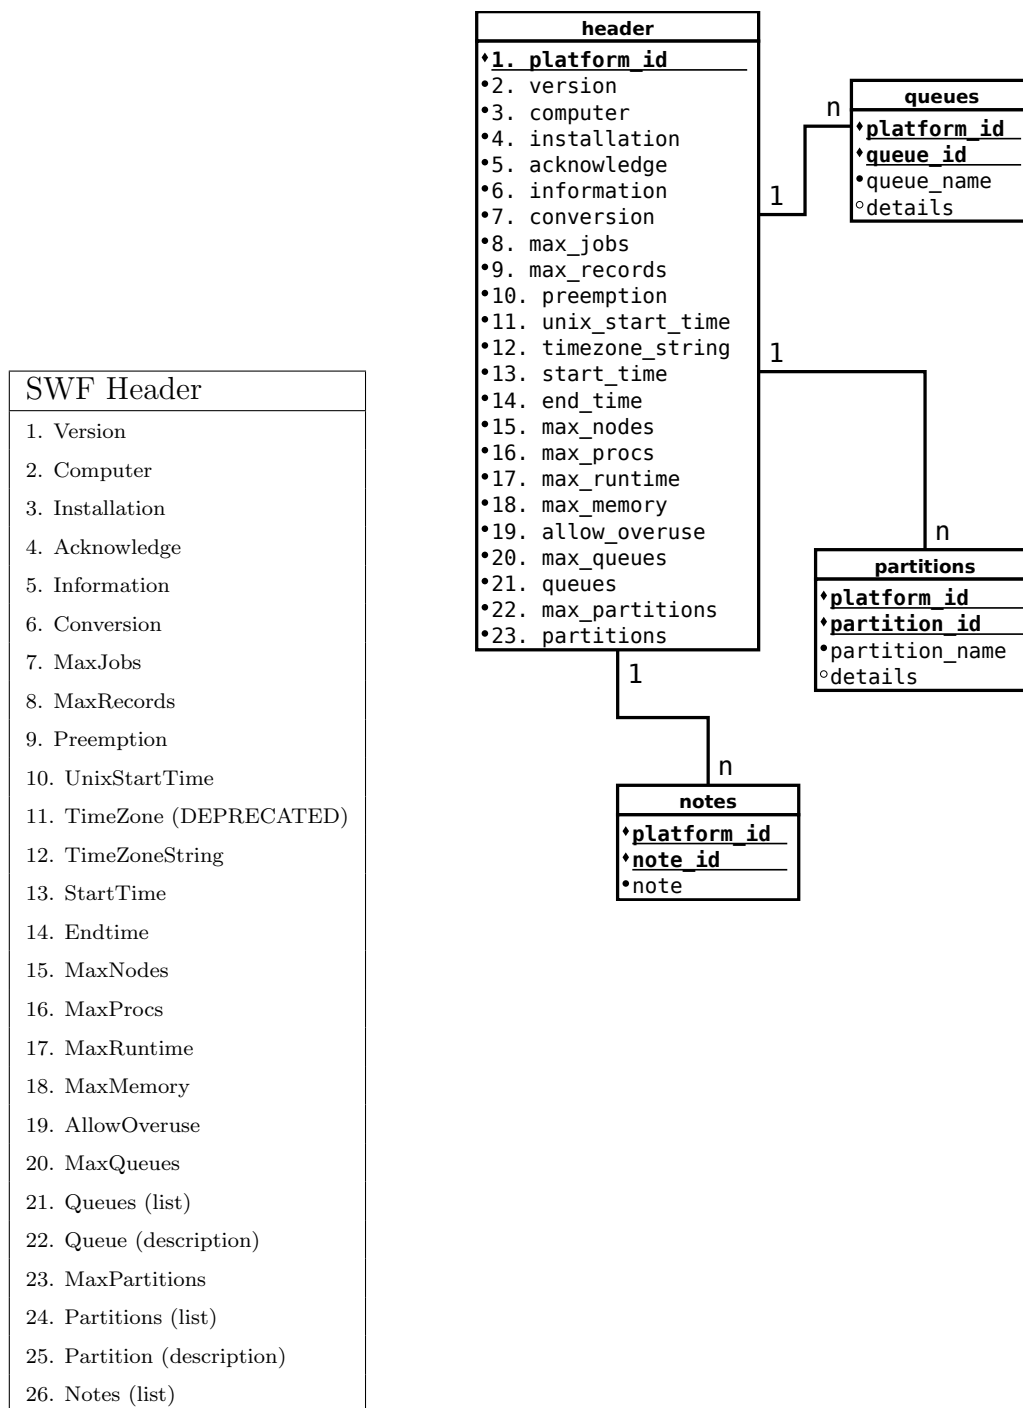 SWF Header
1. Version
2. Computer
3. Installation
4. Acknowledge
5. Information
6. Conversion
7. MaxJobs
8. MaxRecords
9. Preemption
10. UnixStartTime
11. TimeZone (DEPRECATED)
12. TimeZoneString
13. StartTime
14. Endtime
15. MaxNodes
16. MaxProcs
17. MaxRuntime
18. MaxMemory
19. AllowOveruse
20. MaxQueues
21. Queues (list)
22. Queue (description)
23. MaxPartitions
24. Partitions (list)
25. Partition (description)
26. Notes (list)
header
1. platform_id
2. version
3. computer
4. installation
5. acknowledge
6. information
7. conversion
8. max_jobs
9. max_records
10. preemption
11. unix_start_time
12. timezone_string
13. start_time
14. end_time
15. max_nodes
16. max_procs
17. max_runtime
18. max_memory
19. allow_overuse
20. max_queues
21. queues
22. max_partitions
23. partitions
1
n
queues
platform_id
queue_id
queue_name
details
1
n
partitions
platform_id
partition_id
partition_name
details
1
n
notes
platform_id
note_id
note